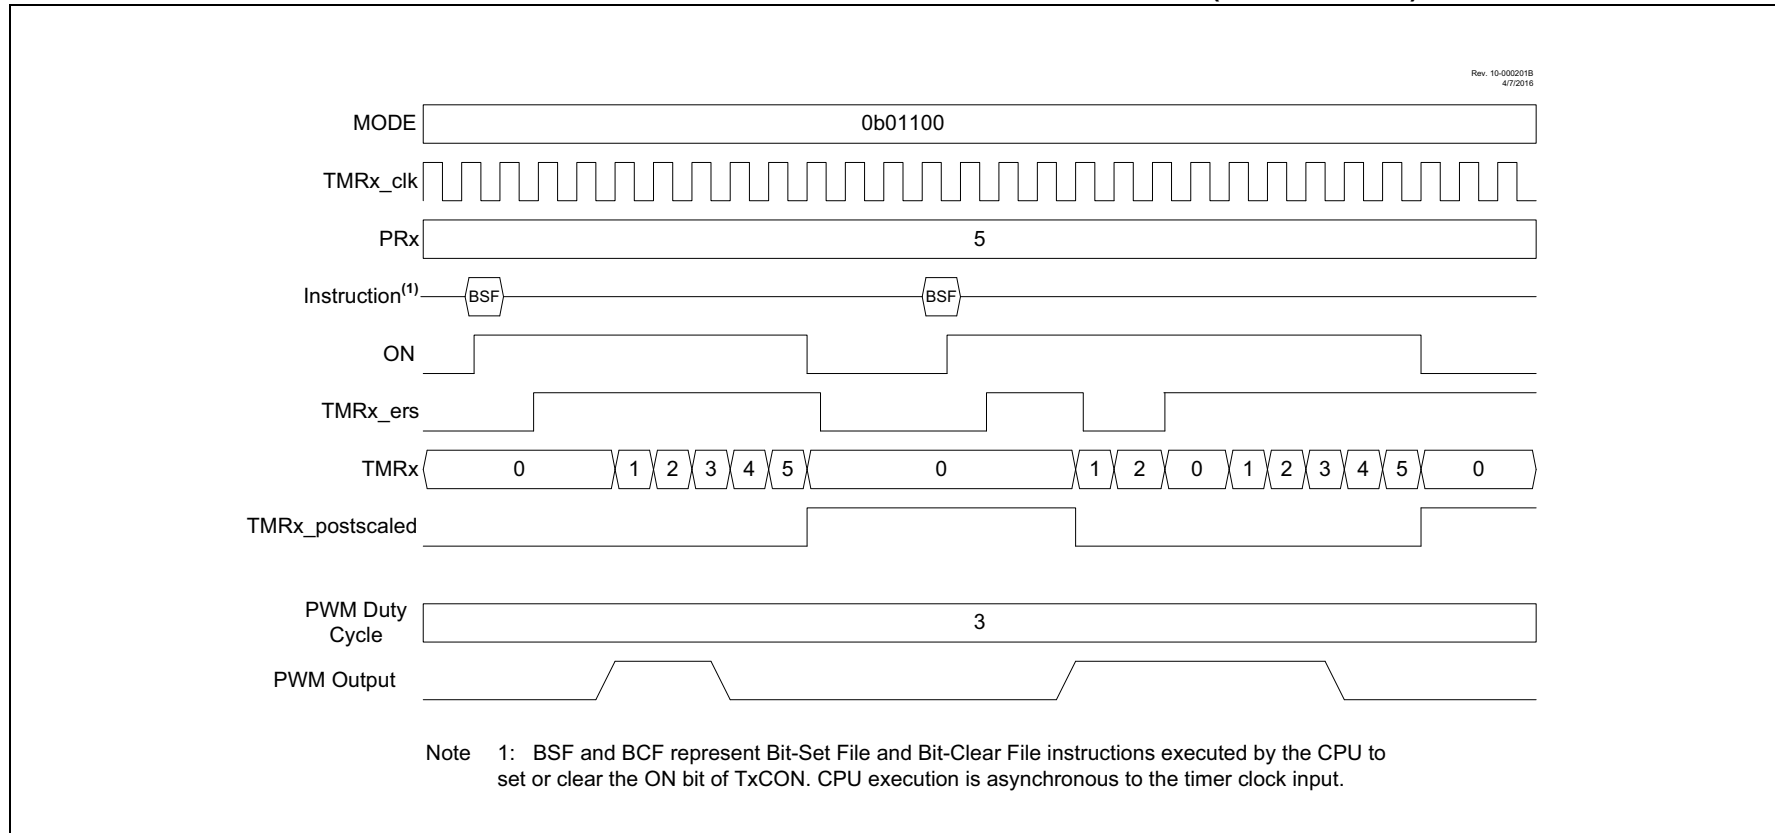 Rev. 10-000201B
4/7/2016
MODE 0b01100
TMRx_clk
PRx 5
Instruction(1) BSF BSF
ON
TMRx_ers
TMRx 0 1 2 3 4 5 0 1 2 0 1 2 3 4 5 0
TMRx_postscaled
PWM Duty
Cycle 3
PWM Output
Note 1: BSF and BCF represent Bit-Set File and Bit-Clear File instructions executed by the CPU to
set or clear the ON bit of TxCON. CPU execution is asynchronous to the timer clock input.